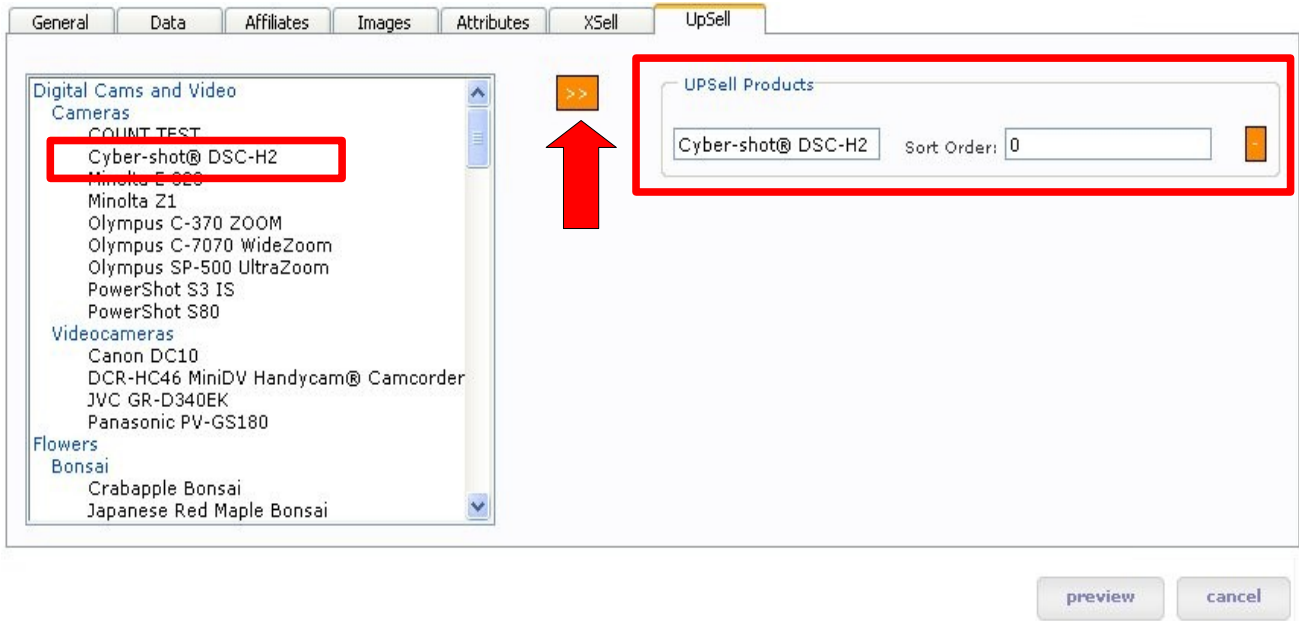 General Data Affiliates Images Attributes XSell UpSell
Digital Cams and Video
Cameras
COUNT TEST
Cyber-shot® DSC-H2
Minolta E-323
Minolta Z1
Olympus C-370 ZOOM
Olympus C-7070 WideZoom
Olympus SP-500 UltraZoom
PowerShot S3 IS
PowerShot S80
Videocameras
Canon DC10
DCR-HC46 MiniDV Handycam® Camcorder
JVC GR-D340EK
Panasonic PV-GS180
Flowers
Bonsai
Crabapple Bonsai
Japanese Red Maple Bonsai
>>
UPSell Products
Cyber-shot® DSC-H2 Sort Order: 0 -
preview cancel